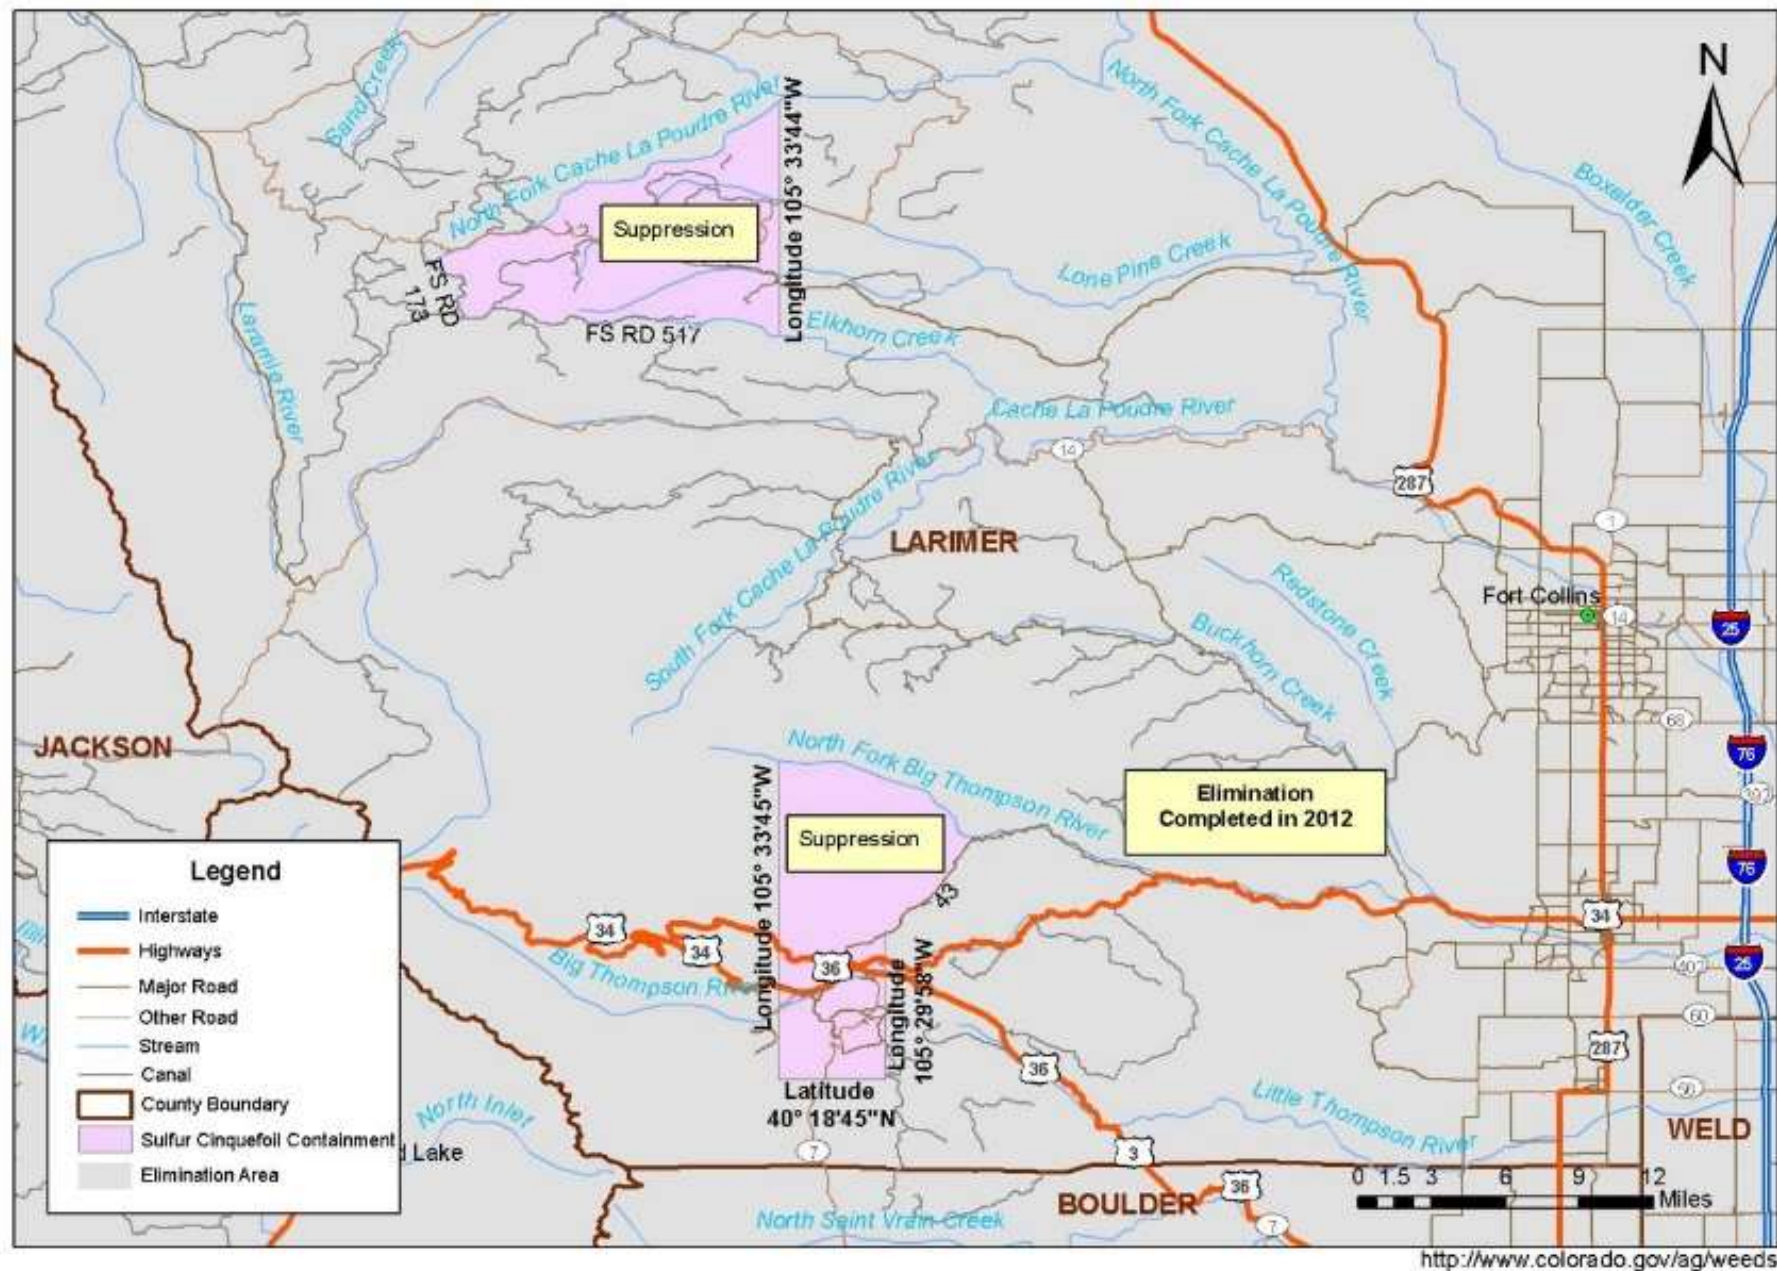 N
Sand Creek
North Fork Cache La Poudre River
Longitude 105° 33'44"W
North Fork Cache La Poudre River
Boxelder Creek
Suppression
FS RD
173
FS RD 517
Lone Pine Creek
Elkhorn Creek
Laramie River
Cache La Poudre River
14
287
South Fork Cache La Poudre River
LARIMER
1
Redstone Creek
Fort Collins
14
25
Buckhorn Creek
68
JACKSON
76
North Fork Big Thompson River
Longitude 105° 33'45"W
Elimination
Completed in 2012
Suppression
76
43
34
34
34
36
Big Thompson
Longitude
105° 29'58"W
402
25
60
287
36
Latitude
40° 18'45"N
Little Thompson River
WELD
7
3
North Inlet
Lake
BOULDER
36
7
North Saint Vrain Creek
Legend
Interstate
Highways
Major Road
Other Road
Stream
Canal
County Boundary
Sulfur Cinquefoil Containment
Elimination Area
0 1.5 3 6 9 12
Miles
http://www.colorado.gov/ag/weeds